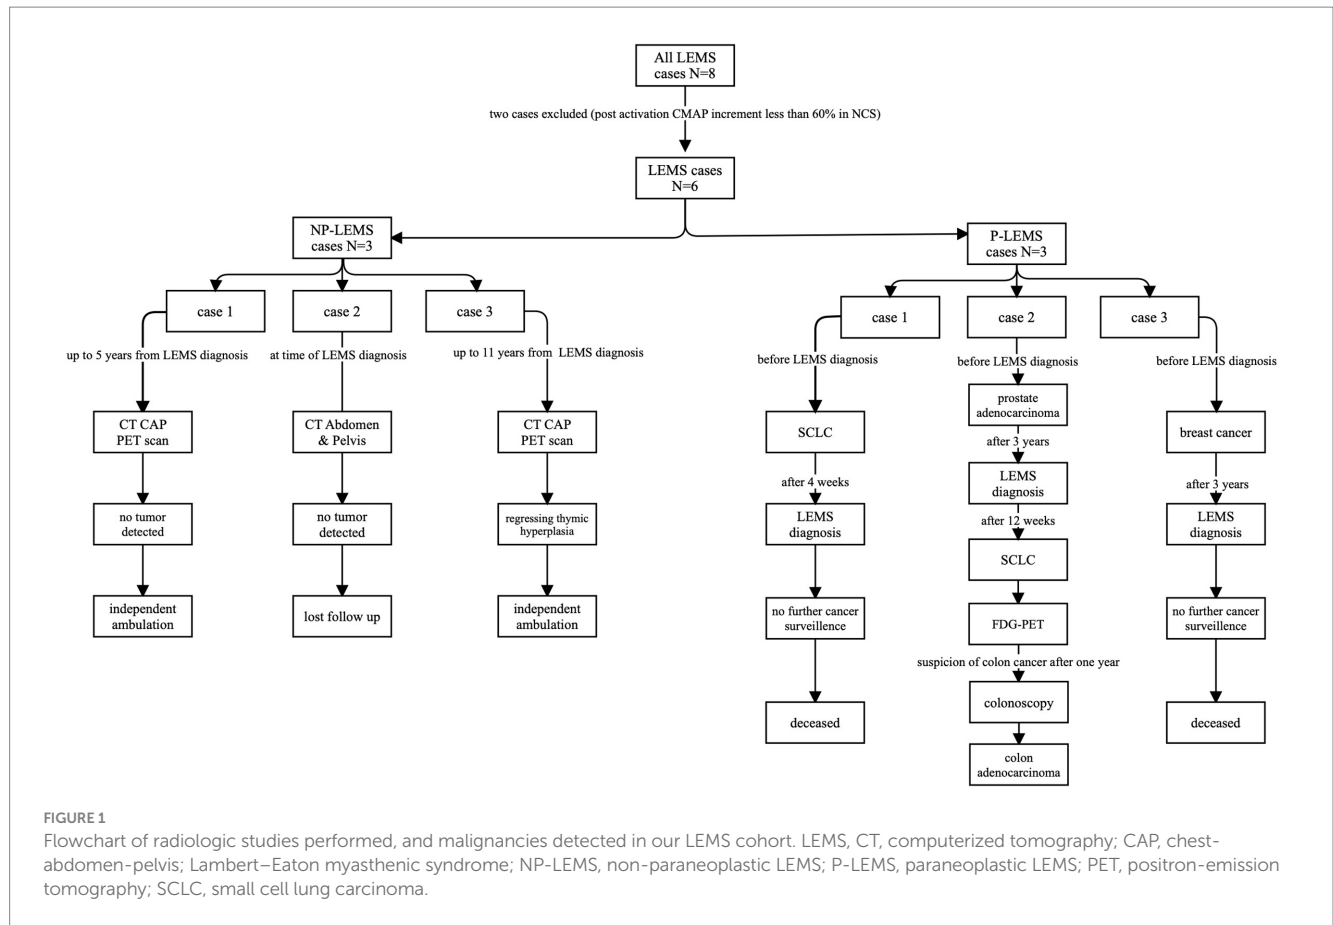 All LEMS
cases N=8
two cases excluded (post activation CMAP increment less than 60% in NCS)
LEMS cases
N=6
NP-LEMS
cases N=3
case 1
case 2
case 3
up to 5 years from LEMS diagnosis
at time of LEMS diagnosis
up to 11 years from LEMS diagnosis
CT CAP
PET scan
CT Abdomen
& Pelvis
CT CAP
PET scan
no tumor
detected
no tumor
detected
regressing thymic
hyperplasia
independent
ambulation
lost follow up
independent
ambulation
P-LEMS
cases N=3
case 1
case 2
case 3
before LEMS diagnosis
SCLC
after 4 weeks
LEMS
diagnosis
no further cancer
surveillence
deceased
before LEMS diagnosis
prostate
adenocarcinoma
after 3 years
LEMS
diagnosis
after 12 weeks
SCLC
FDG-PET
suspicion of colon cancer after one year
colonoscopy
colon
adenocarcinoma
before LEMS diagnosis
breast cancer
after 3 years
LEMS
diagnosis
no further cancer
surveillence
deceased
FIGURE 1
Flowchart of radiologic studies performed, and malignancies detected in our LEMS cohort. LEMS, CT, computerized tomography; CAP, chest-
abdomen-pelvis; Lambert–Eaton myasthenic syndrome; NP-LEMS, non-paraneoplastic LEMS; P-LEMS, paraneoplastic LEMS; PET, positron-emission
tomography; SCLC, small cell lung carcinoma.